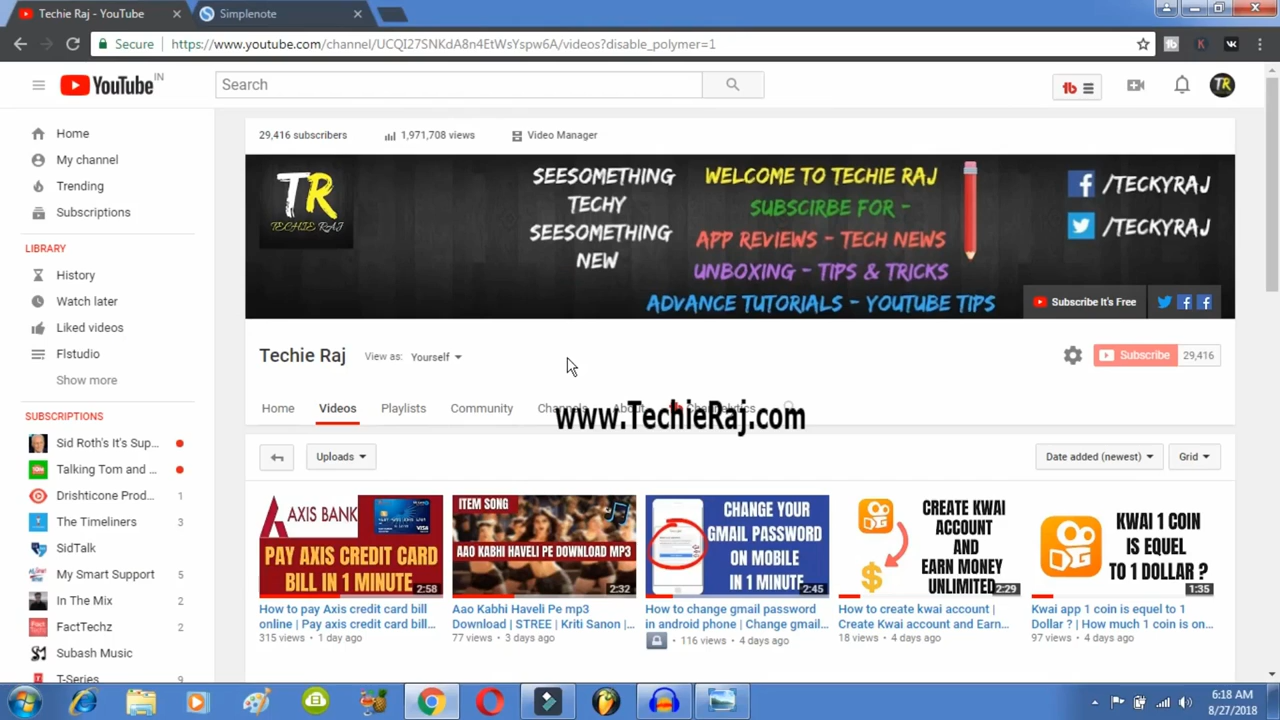 Techie Raj - YouTube
Simplenote
Secure
https://www.youtube.com/channel/UCQI27SNKdA8n4EtWsYspw6A/videos?disable_polymer=1
YouTube IN
Search
Home
My channel
Trending
Subscriptions
LIBRARY
History
Watch later
Liked videos
Flstudio
Show more
SUBSCRIPTIONS
Sid Roth's It's Sup...
Talking Tom and ...
Drishticone Prod... 1
The Timeliners 3
SidTalk
My Smart Support 5
In The Mix 2
FactTechz 2
Subash Music
T-Series
29,416 subscribers
1,971,708 views
Video Manager
TR
TECHIE RAJ
SEESOMETHING
TECHY
SEESOMETHING
NEW
WELCOME TO TECHIE RAJ
SUBSCIRBE FOR -
APP REVIEWS - TECH NEWS
UNBOXING - TIPS & TRICKS
ADVANCE TUTORIALS - YOUTUBE TIPS
/TECKYRAJ
/TECKYRAJ
Subscribe It's Free
Techie Raj
View as: Yourself
Subscribe 29,416
Home
Videos
Playlists
Community
Channels
About
Channelytics
www.TechieRaj.com
Uploads
Date added (newest)
Grid
AXIS BANK
PAY AXIS CREDIT CARD
BILL IN 1 MINUTE
2:58
How to pay Axis credit card bill
online | Pay axis credit card...
315 views • 1 day ago
ITEM SONG
AAO KABHI HAVELI PE DOWNLOAD MP3
2:32
Aao Kabhi Haveli Pe mp3
Download | STREE | Kriti Sanon |...
77 views • 3 days ago
CHANGE YOUR
GMAIL PASSWORD
ON MOBILE
IN 1 MINUTE
2:45
How to change gmail password
in android phone | Change gmail...
116 views • 4 days ago
CREATE KWAI
ACCOUNT
AND
EARN MONEY
UNLIMITED
2:29
How to create kwai account |
Create Kwai account and Earn...
18 views • 4 days ago
KWAI 1 COIN
IS EQUEL
TO 1 DOLLAR ?
1:35
Kwai app 1 coin is equel to 1
Dollar ? | How much 1 coin is on...
97 views • 4 days ago
6:18 AM
8/27/2018